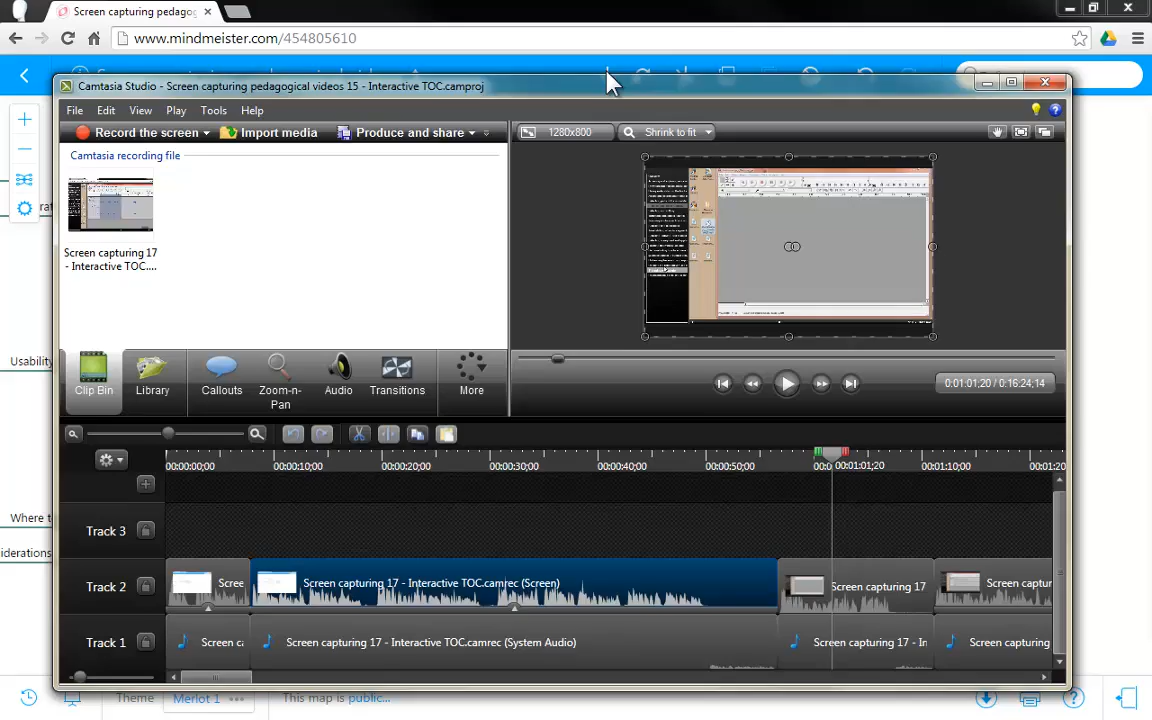 Screen capturing pedagog
www.mindmeister.com/454805610
Camtasia Studio - Screen capturing pedagogical videos 15 - Interactive TOC.camproj
File Edit View Play Tools Help
Record the screen Import media Produce and share
1280x800 Shrink to fit
Camtasia recording file
Screen capturing 17
- Interactive TOC....
Usability
Clip Bin Library Callouts Zoom-n-
Pan Audio Transitions More
0:01:01;20 / 0:16:24;14
00:00:00;00 00:00:10;00 00:00:20;00 00:00:30;00 00:00:40;00 00:00:50;00 00:0 00:01:01;20 00:01:10;00 00:01:20
Where t
Track 3
iderations
Track 2 Scree Screen capturing 17 - Interactive TOC.camrec (Screen) Screen capturing 17 Screen captur
Track 1 Screen ca Screen capturing 17 - Interactive TOC.camrec (System Audio) Screen capturing 17 - In Screen capturing
Theme Merlot 1 This map is public...